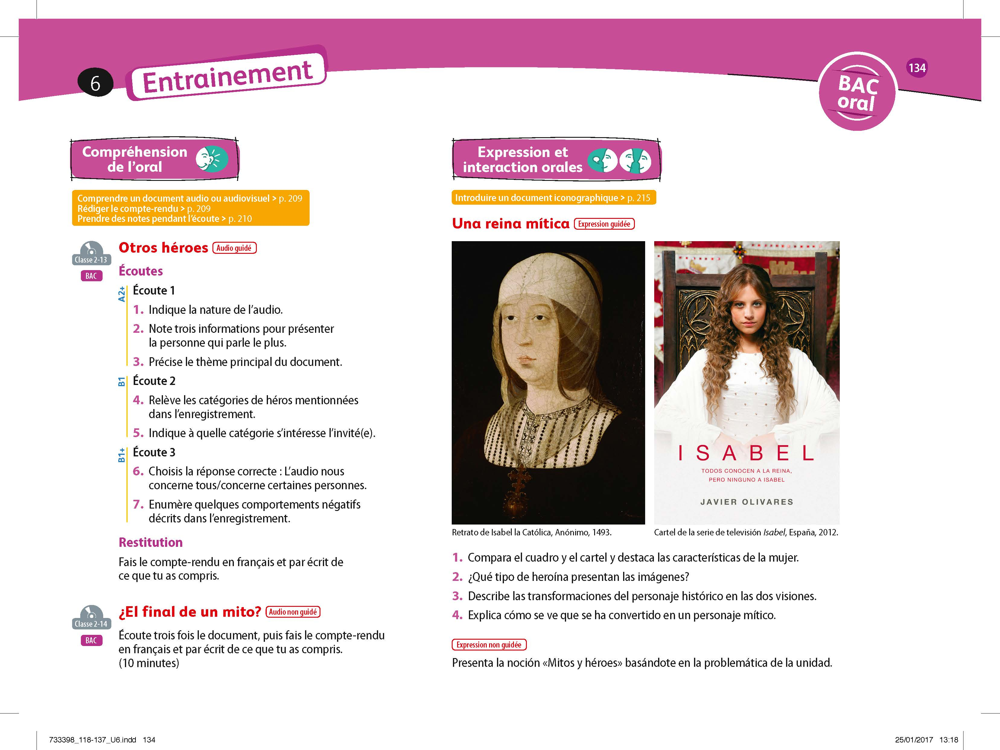 6
Entrainement
BAC
oral
134
Compréhension
de l'oral
Comprendre un document audio ou audiovisuel > p. 209
Rédiger le compte-rendu > p. 209
Prendre des notes pendant l'écoute > p. 210
Classe 2-13
BAC
Otros héroes Audio guidé
Écoutes
A2+
Écoute 1
1. Indique la nature de l'audio.
2. Note trois informations pour présenter
la personne qui parle le plus.
3. Précise le thème principal du document.
B1
Écoute 2
4. Relève les catégories de héros mentionnées
dans l'enregistrement.
5. Indique à quelle catégorie s'intéresse l'invité(e).
B1+
Écoute 3
6. Choisis la réponse correcte : L'audio nous
concerne tous/concerne certaines personnes.
7. Enumère quelques comportements négatifs
décrits dans l'enregistrement.
Restitution
Fais le compte-rendu en français et par écrit de
ce que tu as compris.
Classe 2-14
BAC
¿El final de un mito? Audio non guidé
Écoute trois fois le document, puis fais le compte-rendu
en français et par écrit de ce que tu as compris.
(10 minutes)
Expression et
interaction orales
Introduire un document iconographique > p. 215
Una reina mítica Expression guidée
ISABEL
TODOS CONOCEN A LA REINA,
PERO NINGUNO A ISABEL
JAVIER OLIVARES
Retrato de Isabel la Católica, Anónimo, 1493.
Cartel de la serie de televisión Isabel, España, 2012.
1. Compara el cuadro y el cartel y destaca las características de la mujer.
2. ¿Qué tipo de heroína presentan las imágenes?
3. Describe las transformaciones del personaje histórico en las dos visiones.
4. Explica cómo se ve que se ha convertido en un personaje mítico.
Expression non guidée
Presenta la noción «Mitos y héroes» basándote en la problemática de la unidad.
733398_118-137_U6.indd 134
25/01/2017 13:18